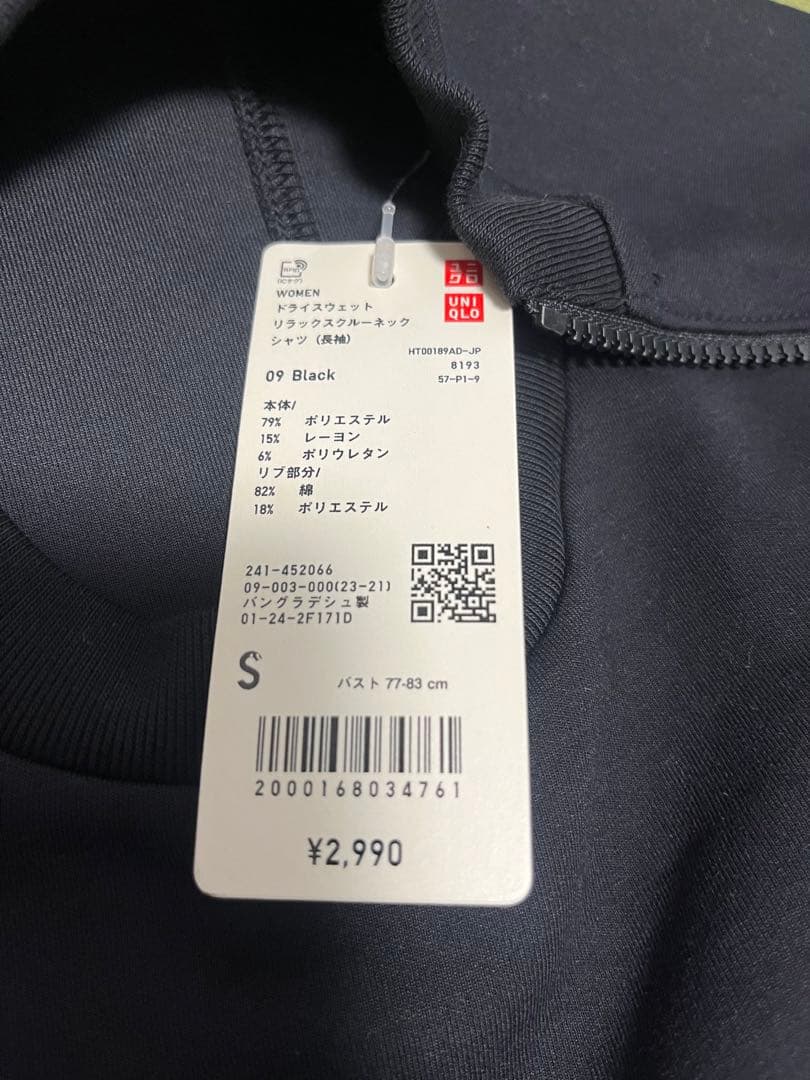 RFID
(ICタグ)
ユニ
クロ
UNI
QLO
WOMEN
ドライスウェット
リラックスクルーネック
シャツ (長袖)
HT00189AD-JP
09 Black
8193
57-P1-9
本体/
79% ポリエステル
15% レーヨン
6% ポリウレタン
リブ部分/
82% 綿
18% ポリエステル
241-452066
09-003-000(23-21)
バングラデシュ製
01-24-2F171D
S
バスト 77-83 cm
2000168034761
¥2,990